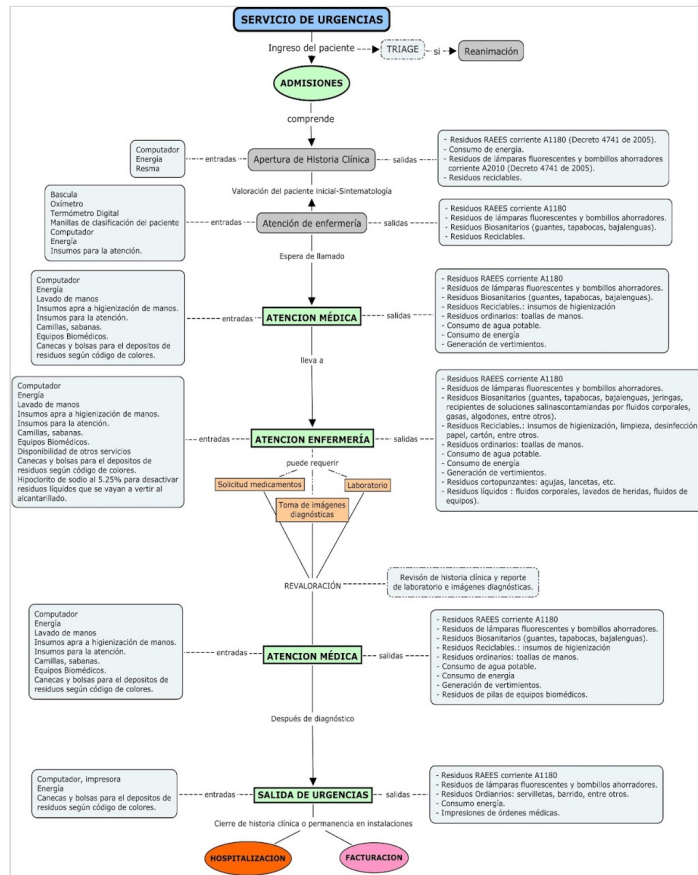 SERVICIO DE URGENCIAS
Ingreso del paciente
TRIAGE
si
Reanimación
ADMISIONES
comprende
Computador
Energía
Resma
entradas
Apertura de Historia Clínica
salidas
- Residuos RAEES corriente A1180 (Decreto 4741 de 2005).
- Consumo de energía.
- Residuos de lámparas fluorescentes y bombillos ahorradores
corriente A2010 (Decreto 4741 de 2005).
- Residuos reciclables.
Valoración del paciente inicial-Sintematología
Bascula
Oxímetro
Termómetro Digital
Manillas de clasificación del paciente
Computador
Energía
Insumos para la atención.
entradas
Atención de enfermería
salidas
- Residuos RAEES corriente A1180
- Residuos de lámparas fluorescentes y bombillos ahorradores.
- Residuos Biosanitarios (guantes, tapabocas, bajalenguas).
- Residuos Reciclables.
Espera de llamado
Computador
Energía
Lavado de manos
Insumos apra a higienización de manos.
Insumos para la atención.
Camillas, sabanas.
Equipos Biomédicos.
Canecas y bolsas para el depositos de
residuos según código de colores.
entradas
ATENCION MÉDICA
salidas
- Residuos RAEES corriente A1180
- Residuos de lámparas fluorescentes y bombillos ahorradores.
- Residuos Biosanitarios (guantes, tapabocas, bajalenguas).
- Residuos Reciclables.: insumos de higienización
- Residuos ordinarios: toallas de manos.
- Consumo de agua potable.
- Consumo de energía
- Generación de vertimientos.
lleva a
Computador
Energía
Lavado de manos
Insumos apra a higienización de manos.
Insumos para la atención.
Camillas, sabanas.
Equipos Biomédicos.
Disponibilidad de otros servicios
Canecas y bolsas para el depositos de
residuos según código de colores.
Hipoclorito de sodio al 5.25% para desactivar
residuos líquidos que se vayan a vertir al
alcantarillado.
entradas
ATENCION ENFERMERÍA
salidas
- Residuos RAEES corriente A1180
- Residuos de lámparas fluorescentes y bombillos ahorradores.
- Residuos Biosanitarios (guantes, tapabocas, bajalenguas, jeringas,
recipientes de soluciones salinascontamiandas por fluidos corporales,
gasas, algodones, entre otros).
- Residuos Reciclables.: insumos de higienización, limpieza, desinfección,
papel, cartón, entre otros.
- Residuos ordinarios: toallas de manos.
- Consumo de agua potable.
- Consumo de energía
- Generación de vertimientos.
- Residuos cortopunzantes: agujas, lancetas, etc.
- Residuos líquidos : fluidos corporales, lavados de heridas, fluidos de
equipos).
puede requerir
Solicitud medicamentos
Toma de imágenes
diagnósticas
Laboratorio
REVALORACIÓN
Revisón de historia clínica y reporte
de laboratorio e imágenes diagnósticas.
Computador
Energía
Lavado de manos
Insumos apra a higienización de manos.
Insumos para la atención.
Camillas, sabanas.
Equipos Biomédicos.
Canecas y bolsas para el depositos de
residuos según código de colores.
entradas
ATENCION MÉDICA
salidas
- Residuos RAEES corriente A1180
- Residuos de lámparas fluorescentes y bombillos ahorradores.
- Residuos Biosanitarios (guantes, tapabocas, bajalenguas).
- Residuos Reciclables.: insumos de higienización
- Residuos ordinarios: toallas de manos.
- Consumo de agua potable.
- Consumo de energía
- Generación de vertimientos.
- Residuos de pilas de equipos biomédicos.
Después de diagnóstico
Computador, impresora
Energía
Canecas y bolsas para el depositos de
residuos según código de colores.
entradas
SALIDA DE URGENCIAS
salidas
- Residuos RAEES corriente A1180
- Residuos de lámparas fluorescentes y bombillos ahorradores.
- Residuos Ordianrios: servilletas, barrido, entre otros.
- Consumo energía.
- Impresiones de órdenes médicas.
Cierre de historia clínica o permanencia en instalaciones
HOSPITALIZACION
FACTURACION